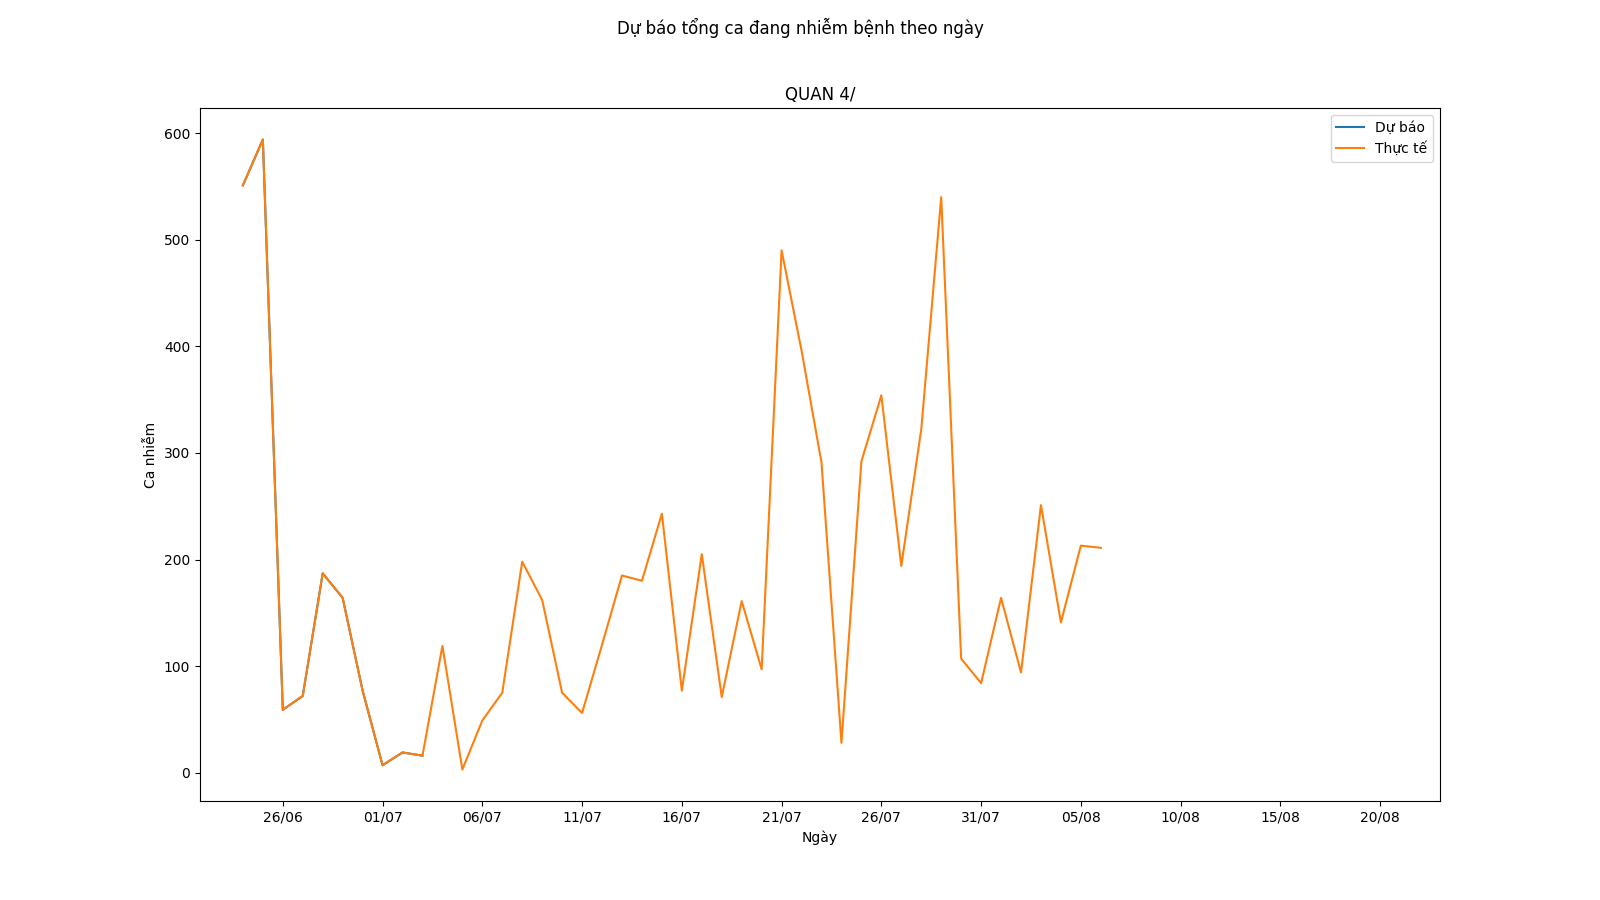 Dự báo tổng ca đang nhiễm bệnh theo ngày
QUAN 4/
Dự báo
Thực tế
600
500
400
300
200
100
0
Ca nhiễm
26/06 01/07 06/07 11/07 16/07 21/07 26/07 31/07 05/08 10/08 15/08 20/08
Ngày